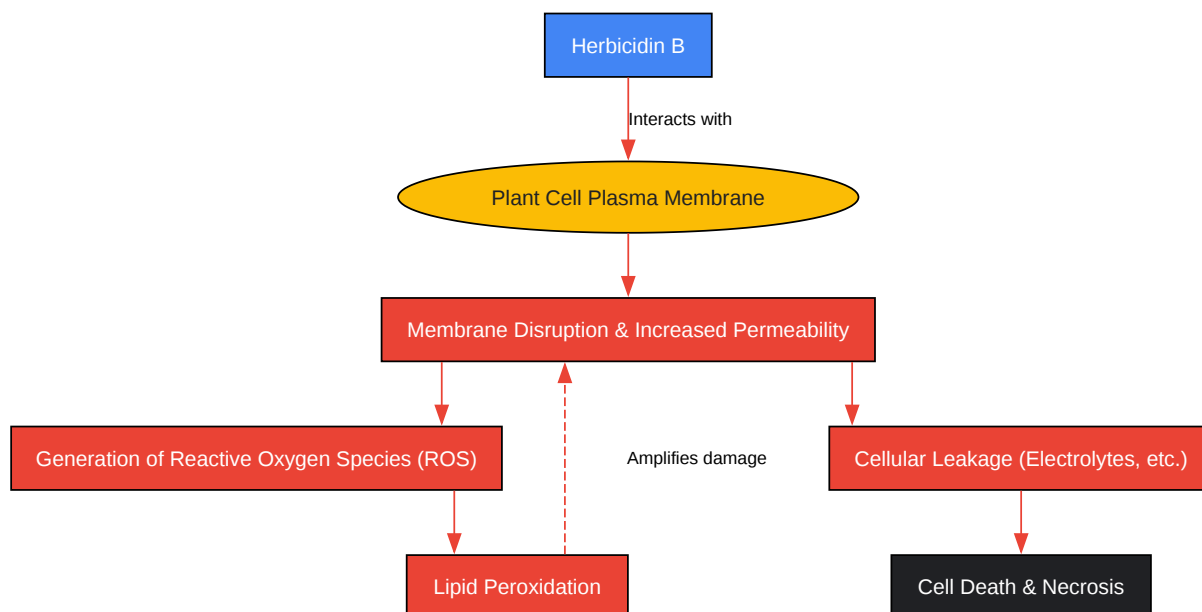 Herbicidin B
Interacts with
Plant Cell Plasma Membrane
Membrane Disruption & Increased Permeability
Generation of Reactive Oxygen Species (ROS)
Amplifies damage
Cellular Leakage (Electrolytes, etc.)
Lipid Peroxidation
Cell Death & Necrosis